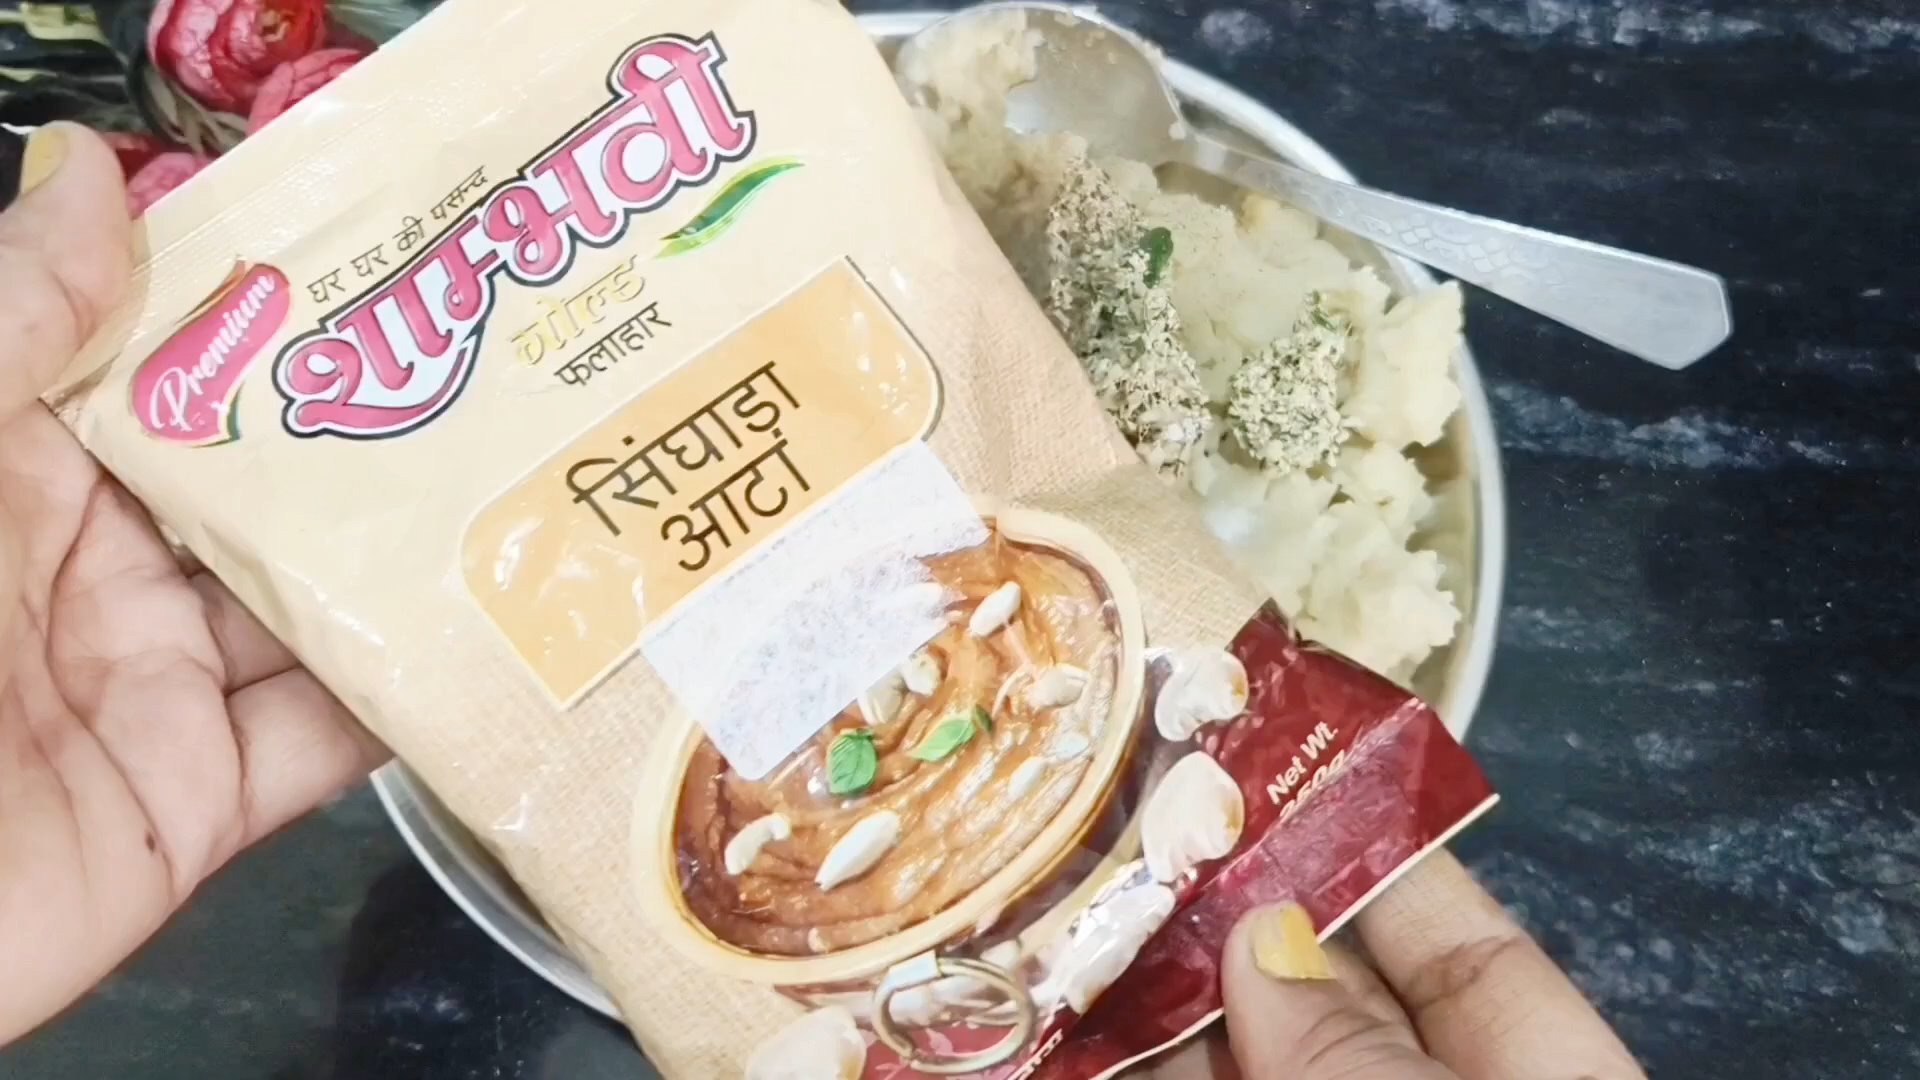 घर घर की पसन्द
शाम्भवी
गोल्ड
फलाहार
Premium
सिंघाड़ा
आटा
Net Wt.